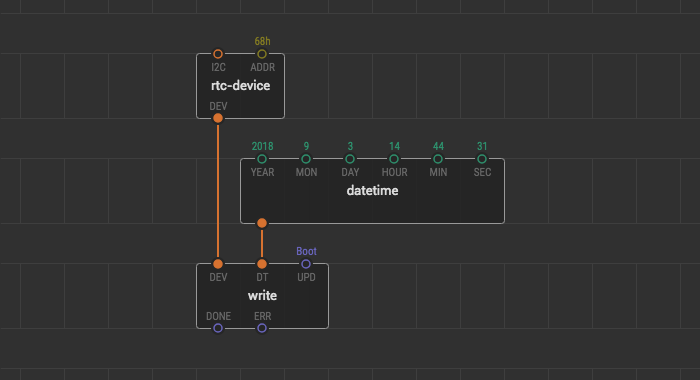 68h
I2C ADDR
rtc-device
DEV
2018 9 3 14 44 31
YEAR MON DAY HOUR MIN SEC
datetime
Boot
DEV DT UPD
write
DONE ERR